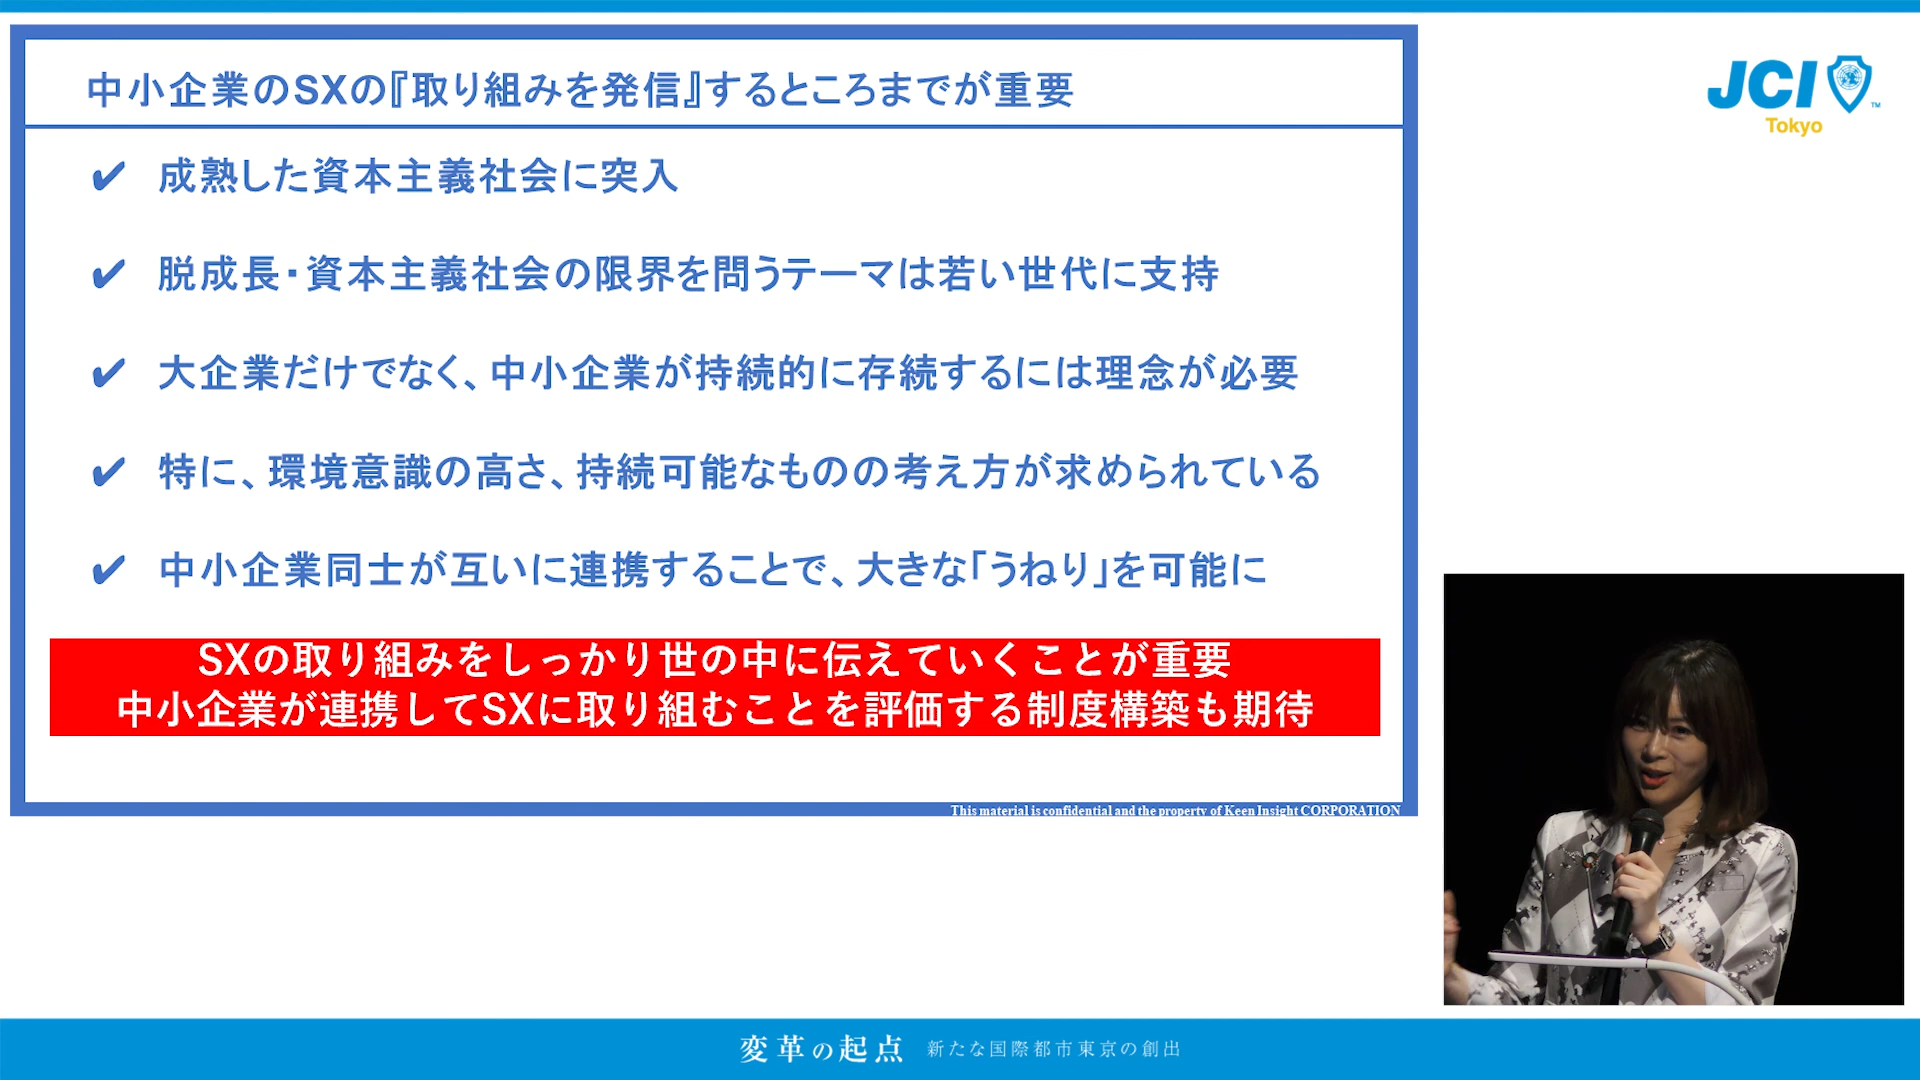 中小企業のSXの『取り組みを発信』するところまでが重要
JCI
TM
Tokyo
✔ 成熟した資本主義社会に突入
✔ 脱成長・資本主義社会の限界を問うテーマは若い世代に支持
✔ 大企業だけでなく、中小企業が持続的に存続するには理念が必要
✔ 特に、環境意識の高さ、持続可能なものの考え方が求められている
✔ 中小企業同士が互いに連携することで、大きな「うねり」を可能に
SXの取り組みをしっかり世の中に伝えていくことが重要
中小企業が連携してSXに取り組むことを評価する制度構築も期待
This material is confidential and the property of Keen Insight CORPORATION
変革の起点 新たな国際都市東京の創出